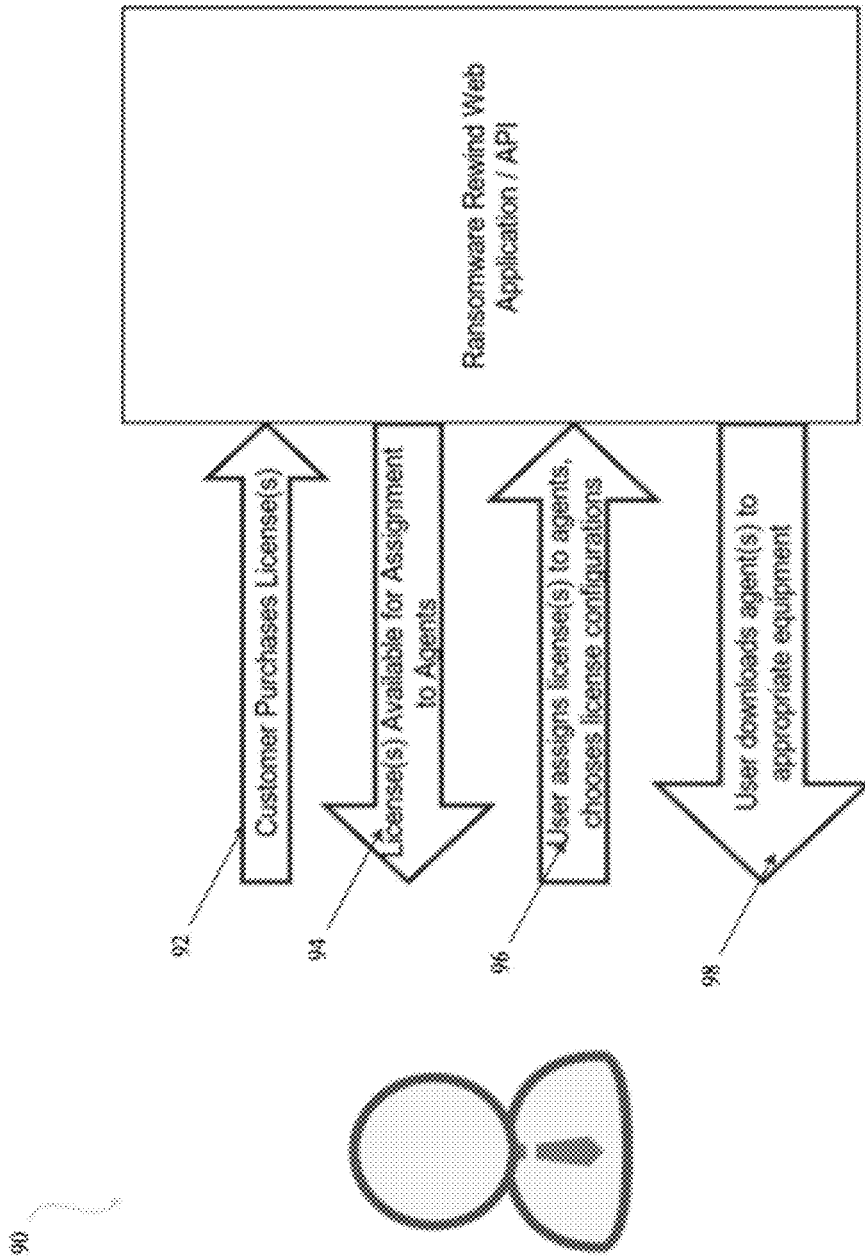 90
92
Customer Purchases License(s)
94
License(s) Available for Assignment
to Agents
96
User assigns license(s) to agents,
chooses license configurations
98
User downloads agent(s) to
appropriate equipment
Ransomware Rewind Web
Application / API